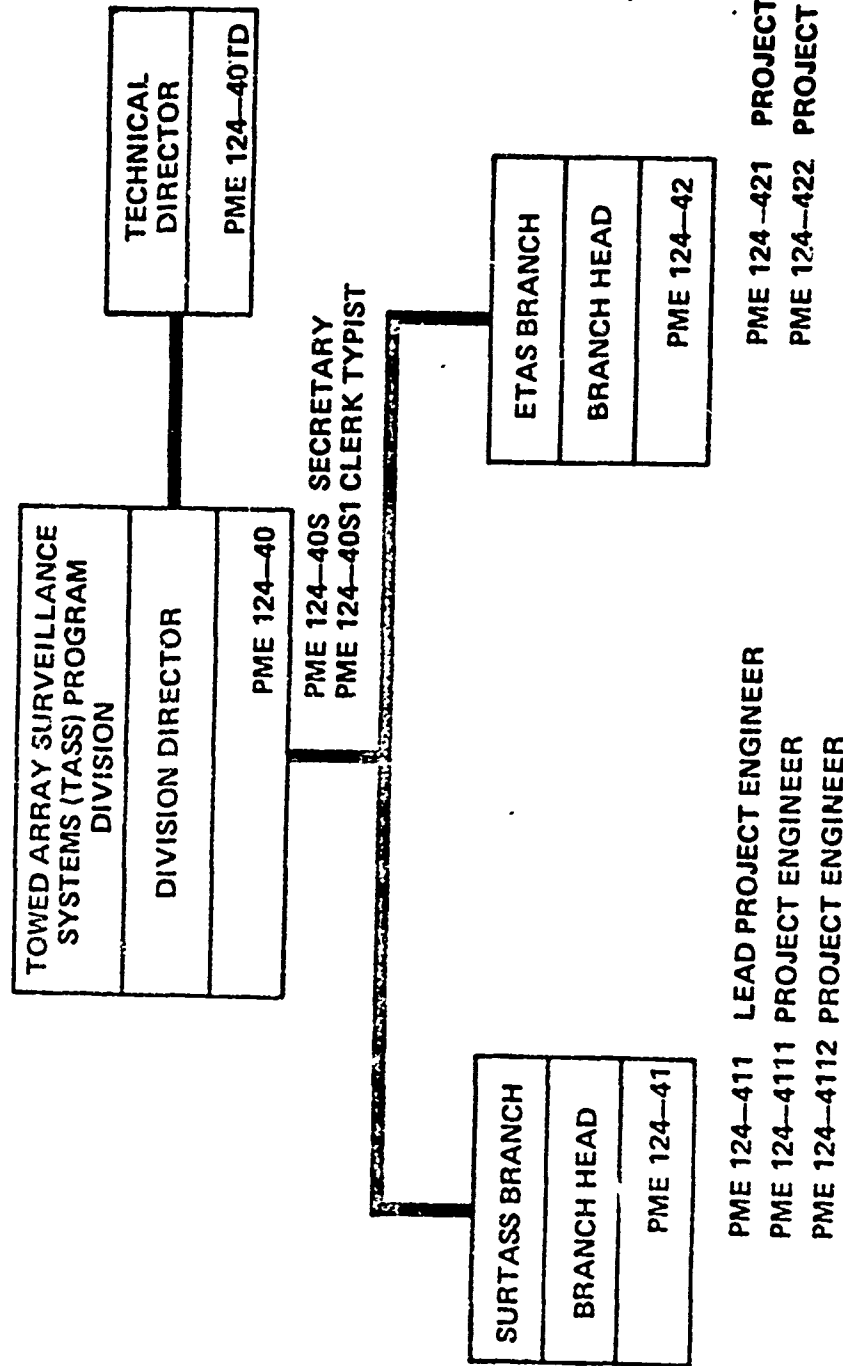 TOWED ARRAY SURVEILLANCE
SYSTEMS (TASS) PROGRAM
DIVISION
DIVISION DIRECTOR
PME 124-40
TECHNICAL
DIRECTOR
PME 124-40TD
PME 124-40S SECRETARY
PME 124-40S1 CLERK TYPIST
SURTASS BRANCH
BRANCH HEAD
PME 124-41
PME 124-411 LEAD PROJECT ENGINEER
PME 124-4111 PROJECT ENGINEER
PME 124-4112 PROJECT ENGINEER
ETAS BRANCH
BRANCH HEAD
PME 124-42
PME 124-421 PROJECT
PME 124-422 PROJECT